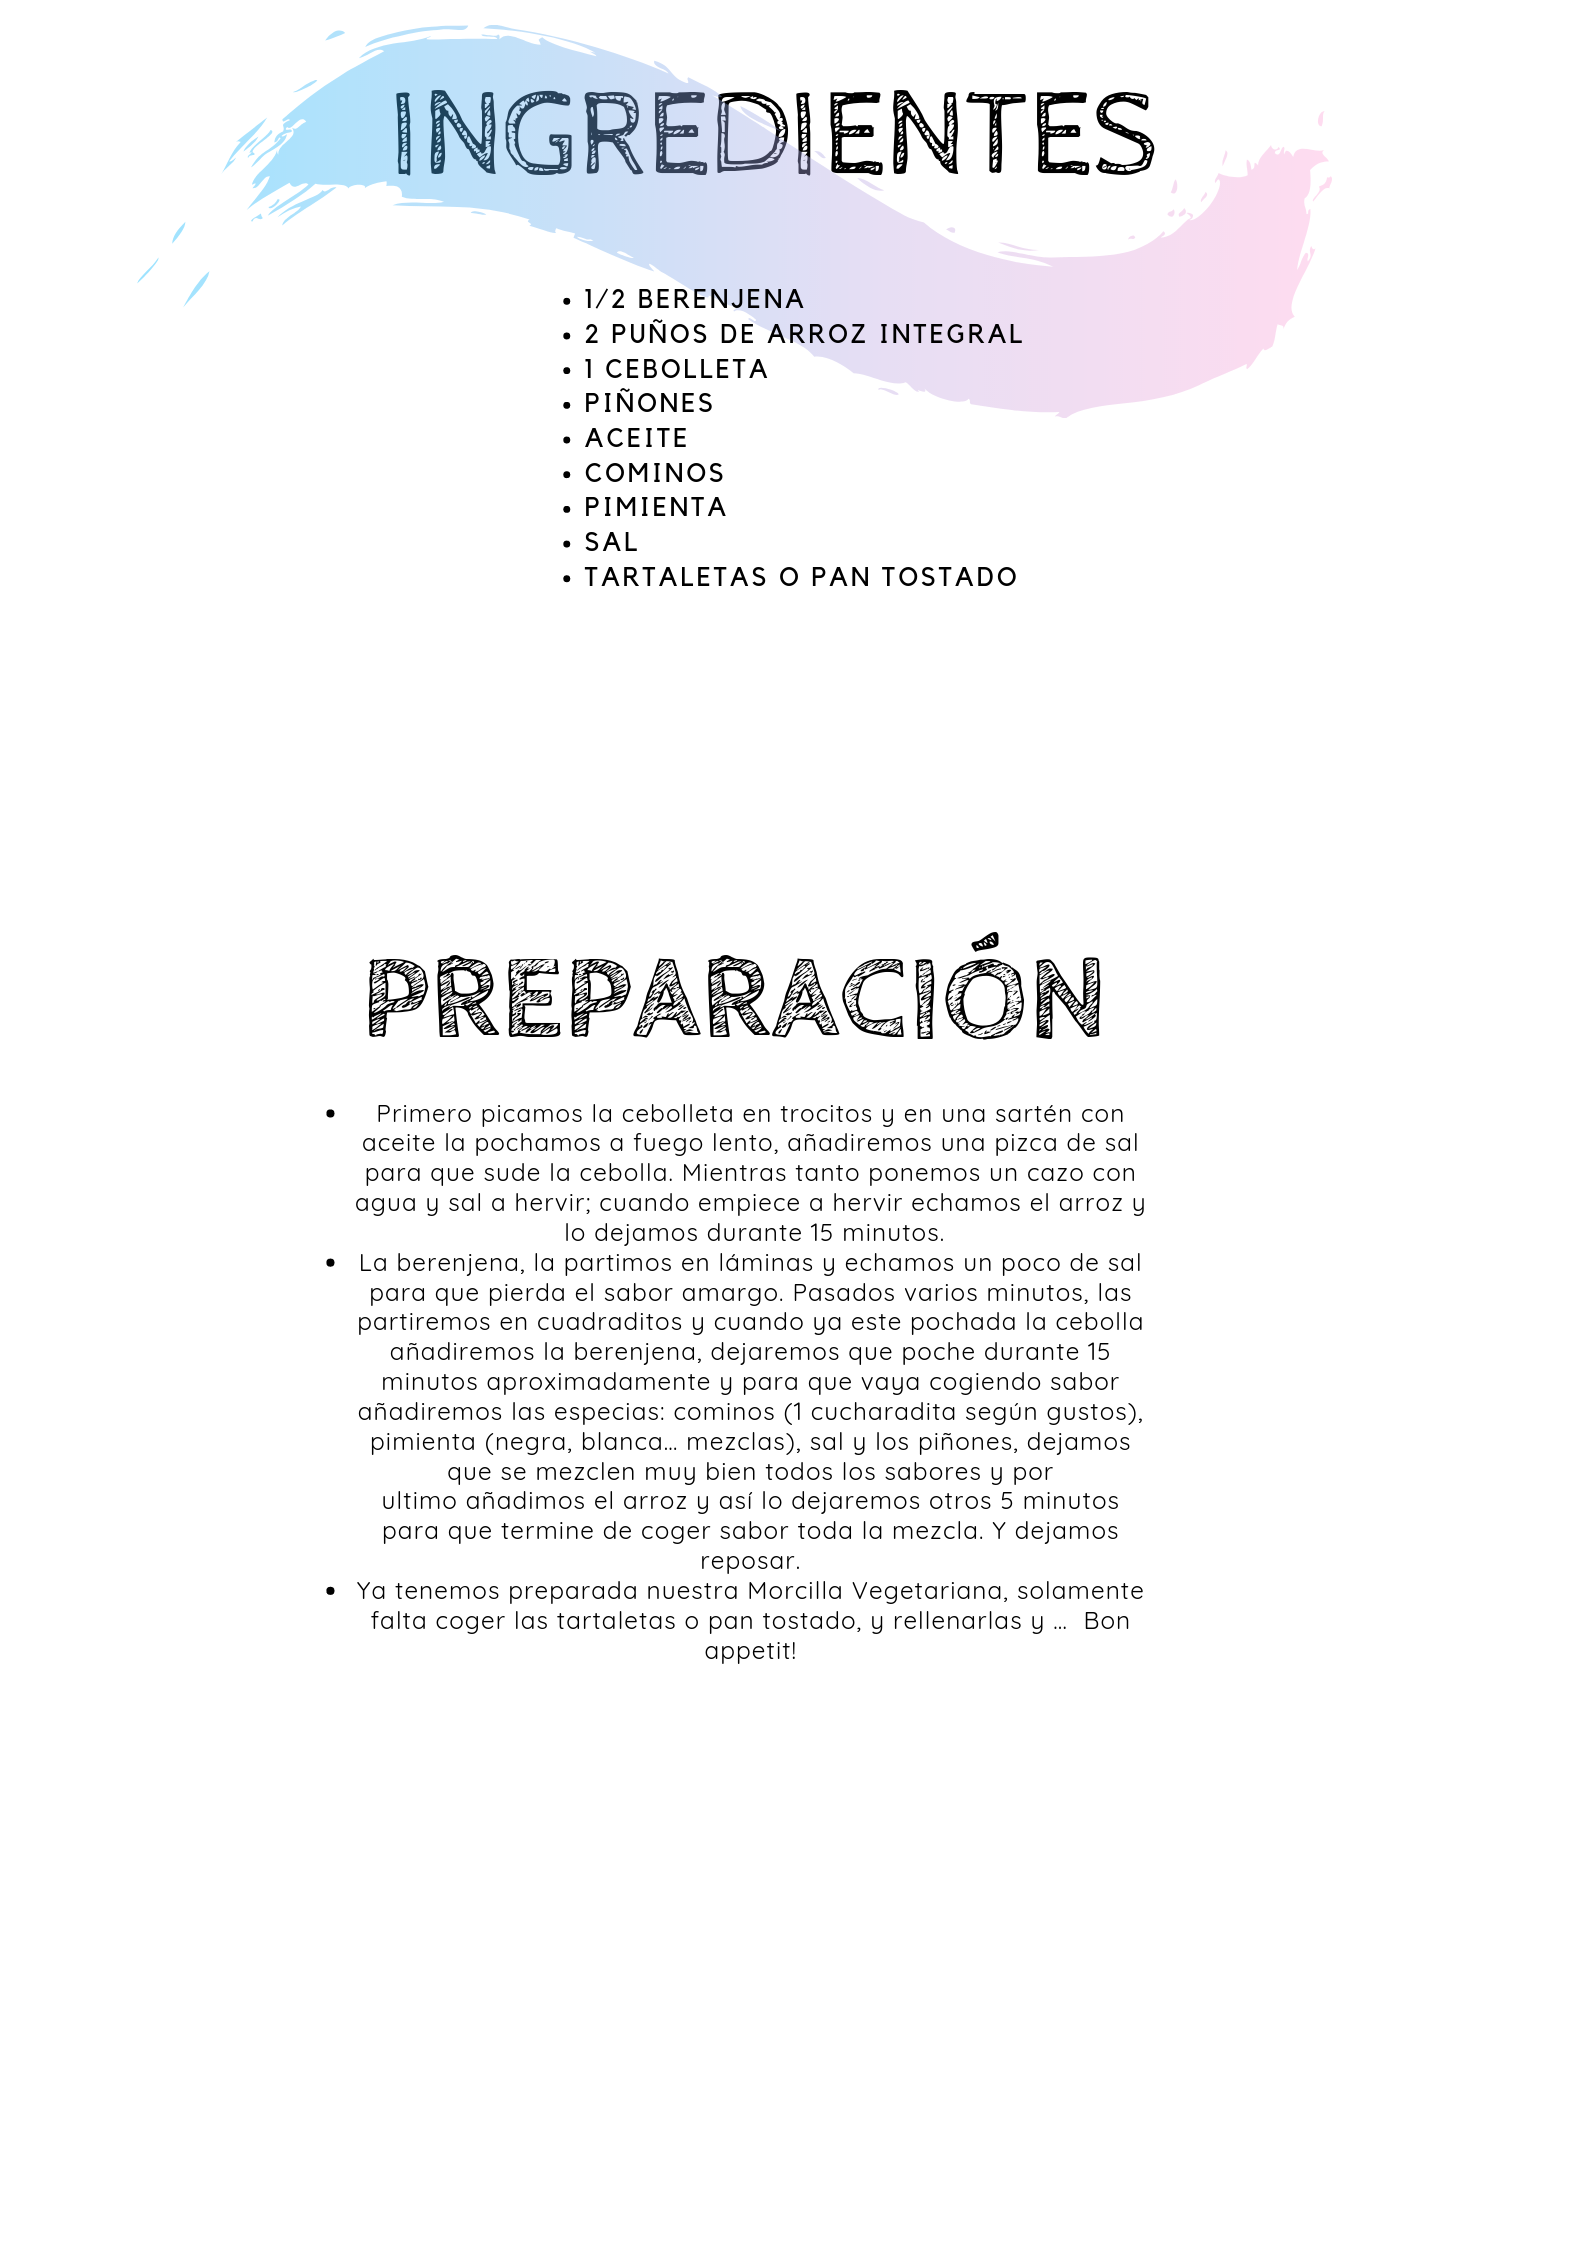 INGREDIENTES
• 1/2 BERENJENA
• 2 PUÑOS DE ARROZ INTEGRAL
• 1 CEBOLLETA
• PIÑONES
• ACEITE
• COMINOS
• PIMIENTA
• SAL
• TARTALETAS O PAN TOSTADO
PREPARACIÓN
• Primero picamos la cebolleta en trocitos y en una sartén con
aceite la pochamos a fuego lento, añadiremos una pizca de sal
para que sude la cebolla. Mientras tanto ponemos un cazo con
agua y sal a hervir; cuando empiece a hervir echamos el arroz y
lo dejamos durante 15 minutos.
• La berenjena, la partimos en láminas y echamos un poco de sal
para que pierda el sabor amargo. Pasados varios minutos, las
partiremos en cuadraditos y cuando ya este pochada la cebolla
añadiremos la berenjena, dejaremos que poche durante 15
minutos aproximadamente y para que vaya cogiendo sabor
añadiremos las especias: cominos (1 cucharadita según gustos),
pimienta (negra, blanca... mezclas), sal y los piñones, dejamos
que se mezclen muy bien todos los sabores y por
ultimo añadimos el arroz y así lo dejaremos otros 5 minutos
para que termine de coger sabor toda la mezcla. Y dejamos
reposar.
• Ya tenemos preparada nuestra Morcilla Vegetariana, solamente
falta coger las tartaletas o pan tostado, y rellenarlas y ...  Bon
appetit!